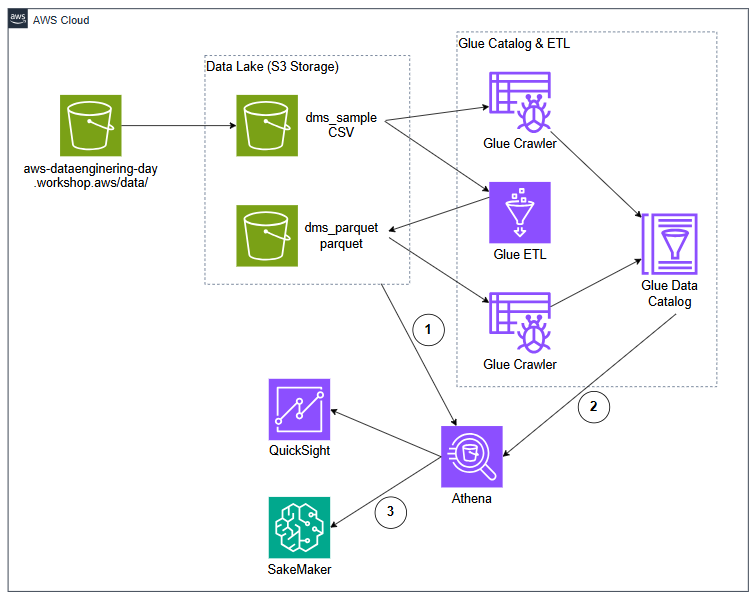 aws
AWS Cloud
Glue Catalog & ETL
Data Lake (S3 Storage)
dms_sample
CSV
Glue Crawler
aws-dataenginering-day
.workshop.aws/data/
dms_parquet
parquet
Glue ETL
Glue Data
Catalog
1
Glue Crawler
2
QuickSight
Athena
3
SakeMaker